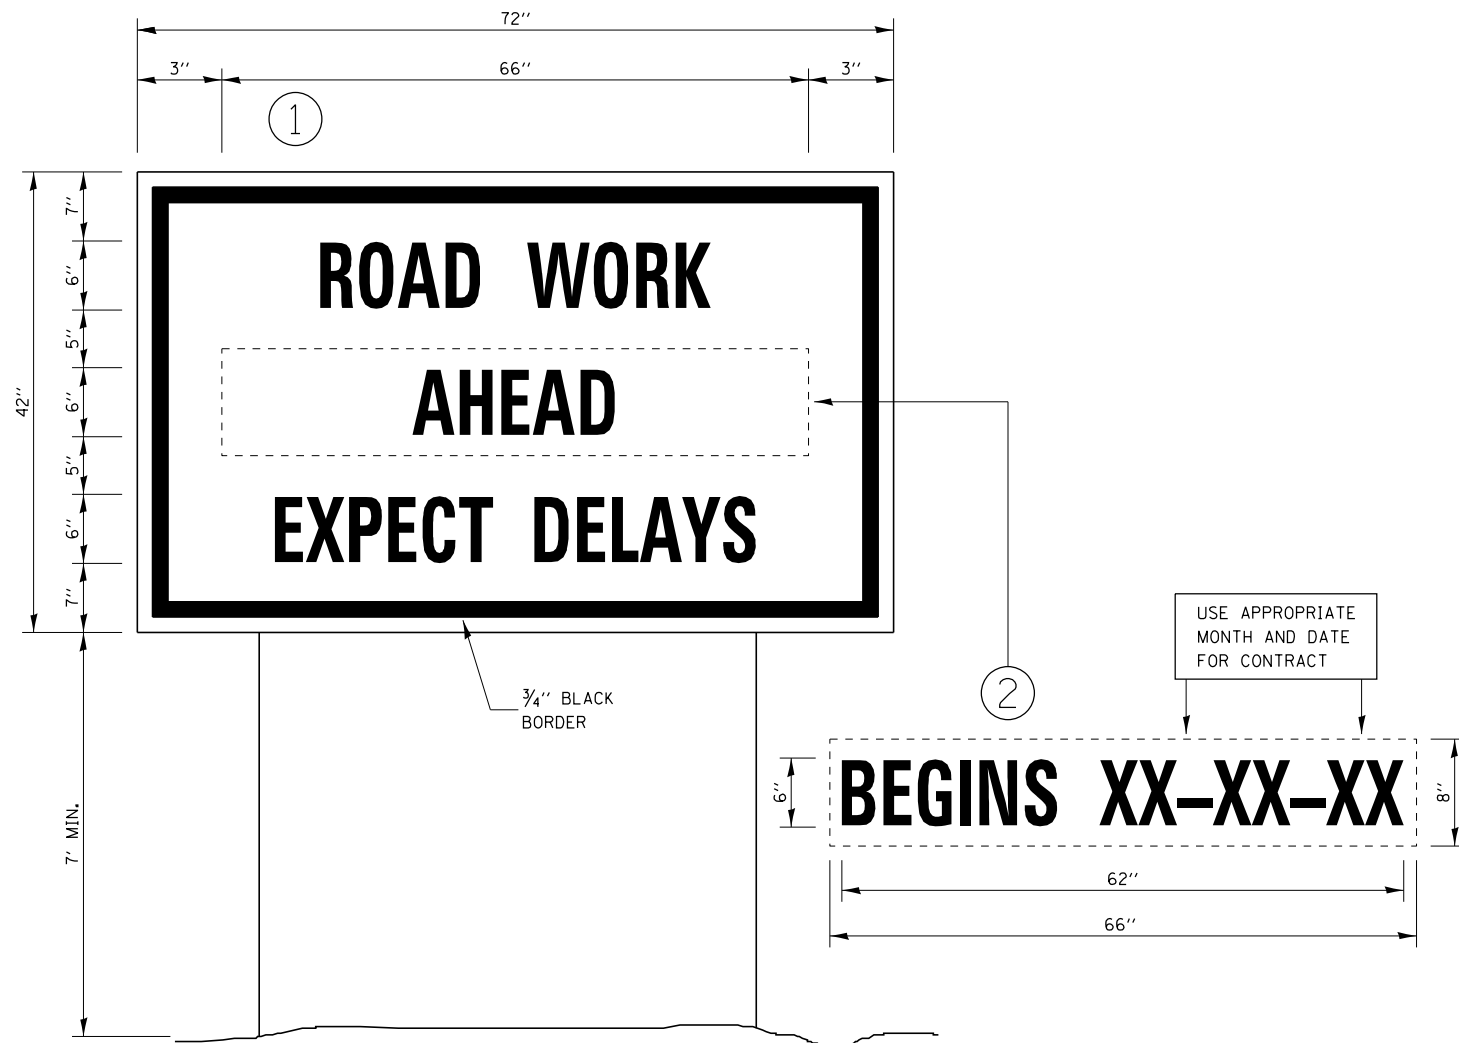 72''
3'' 66'' 3''
1
7''
6''
5''
6''
5''
6''
7''
42''
7' MIN.
ROAD WORK
AHEAD
EXPECT DELAYS
3/4'' BLACK
BORDER
2
USE APPROPRIATE
MONTH AND DATE
FOR CONTRACT
6''
BEGINS XX-XX-XX
8''
62''
66''